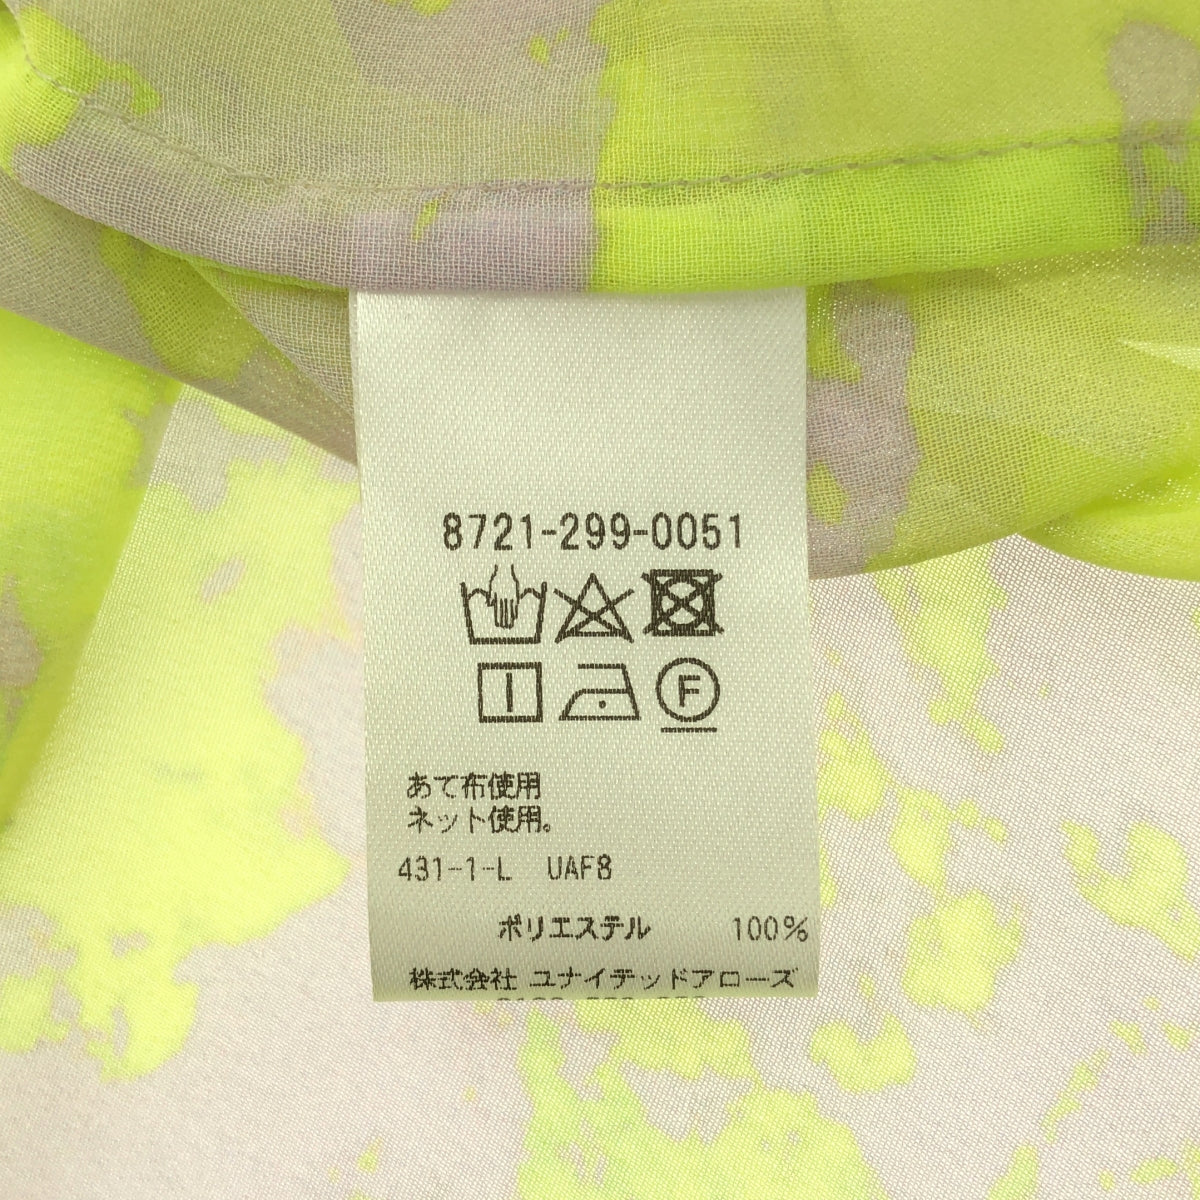 8721-299-0051
F
あて布使用
ネット使用。
431-1-L UAF8
ポリエステル 100%
株式会社 ユナイテッドアローズ